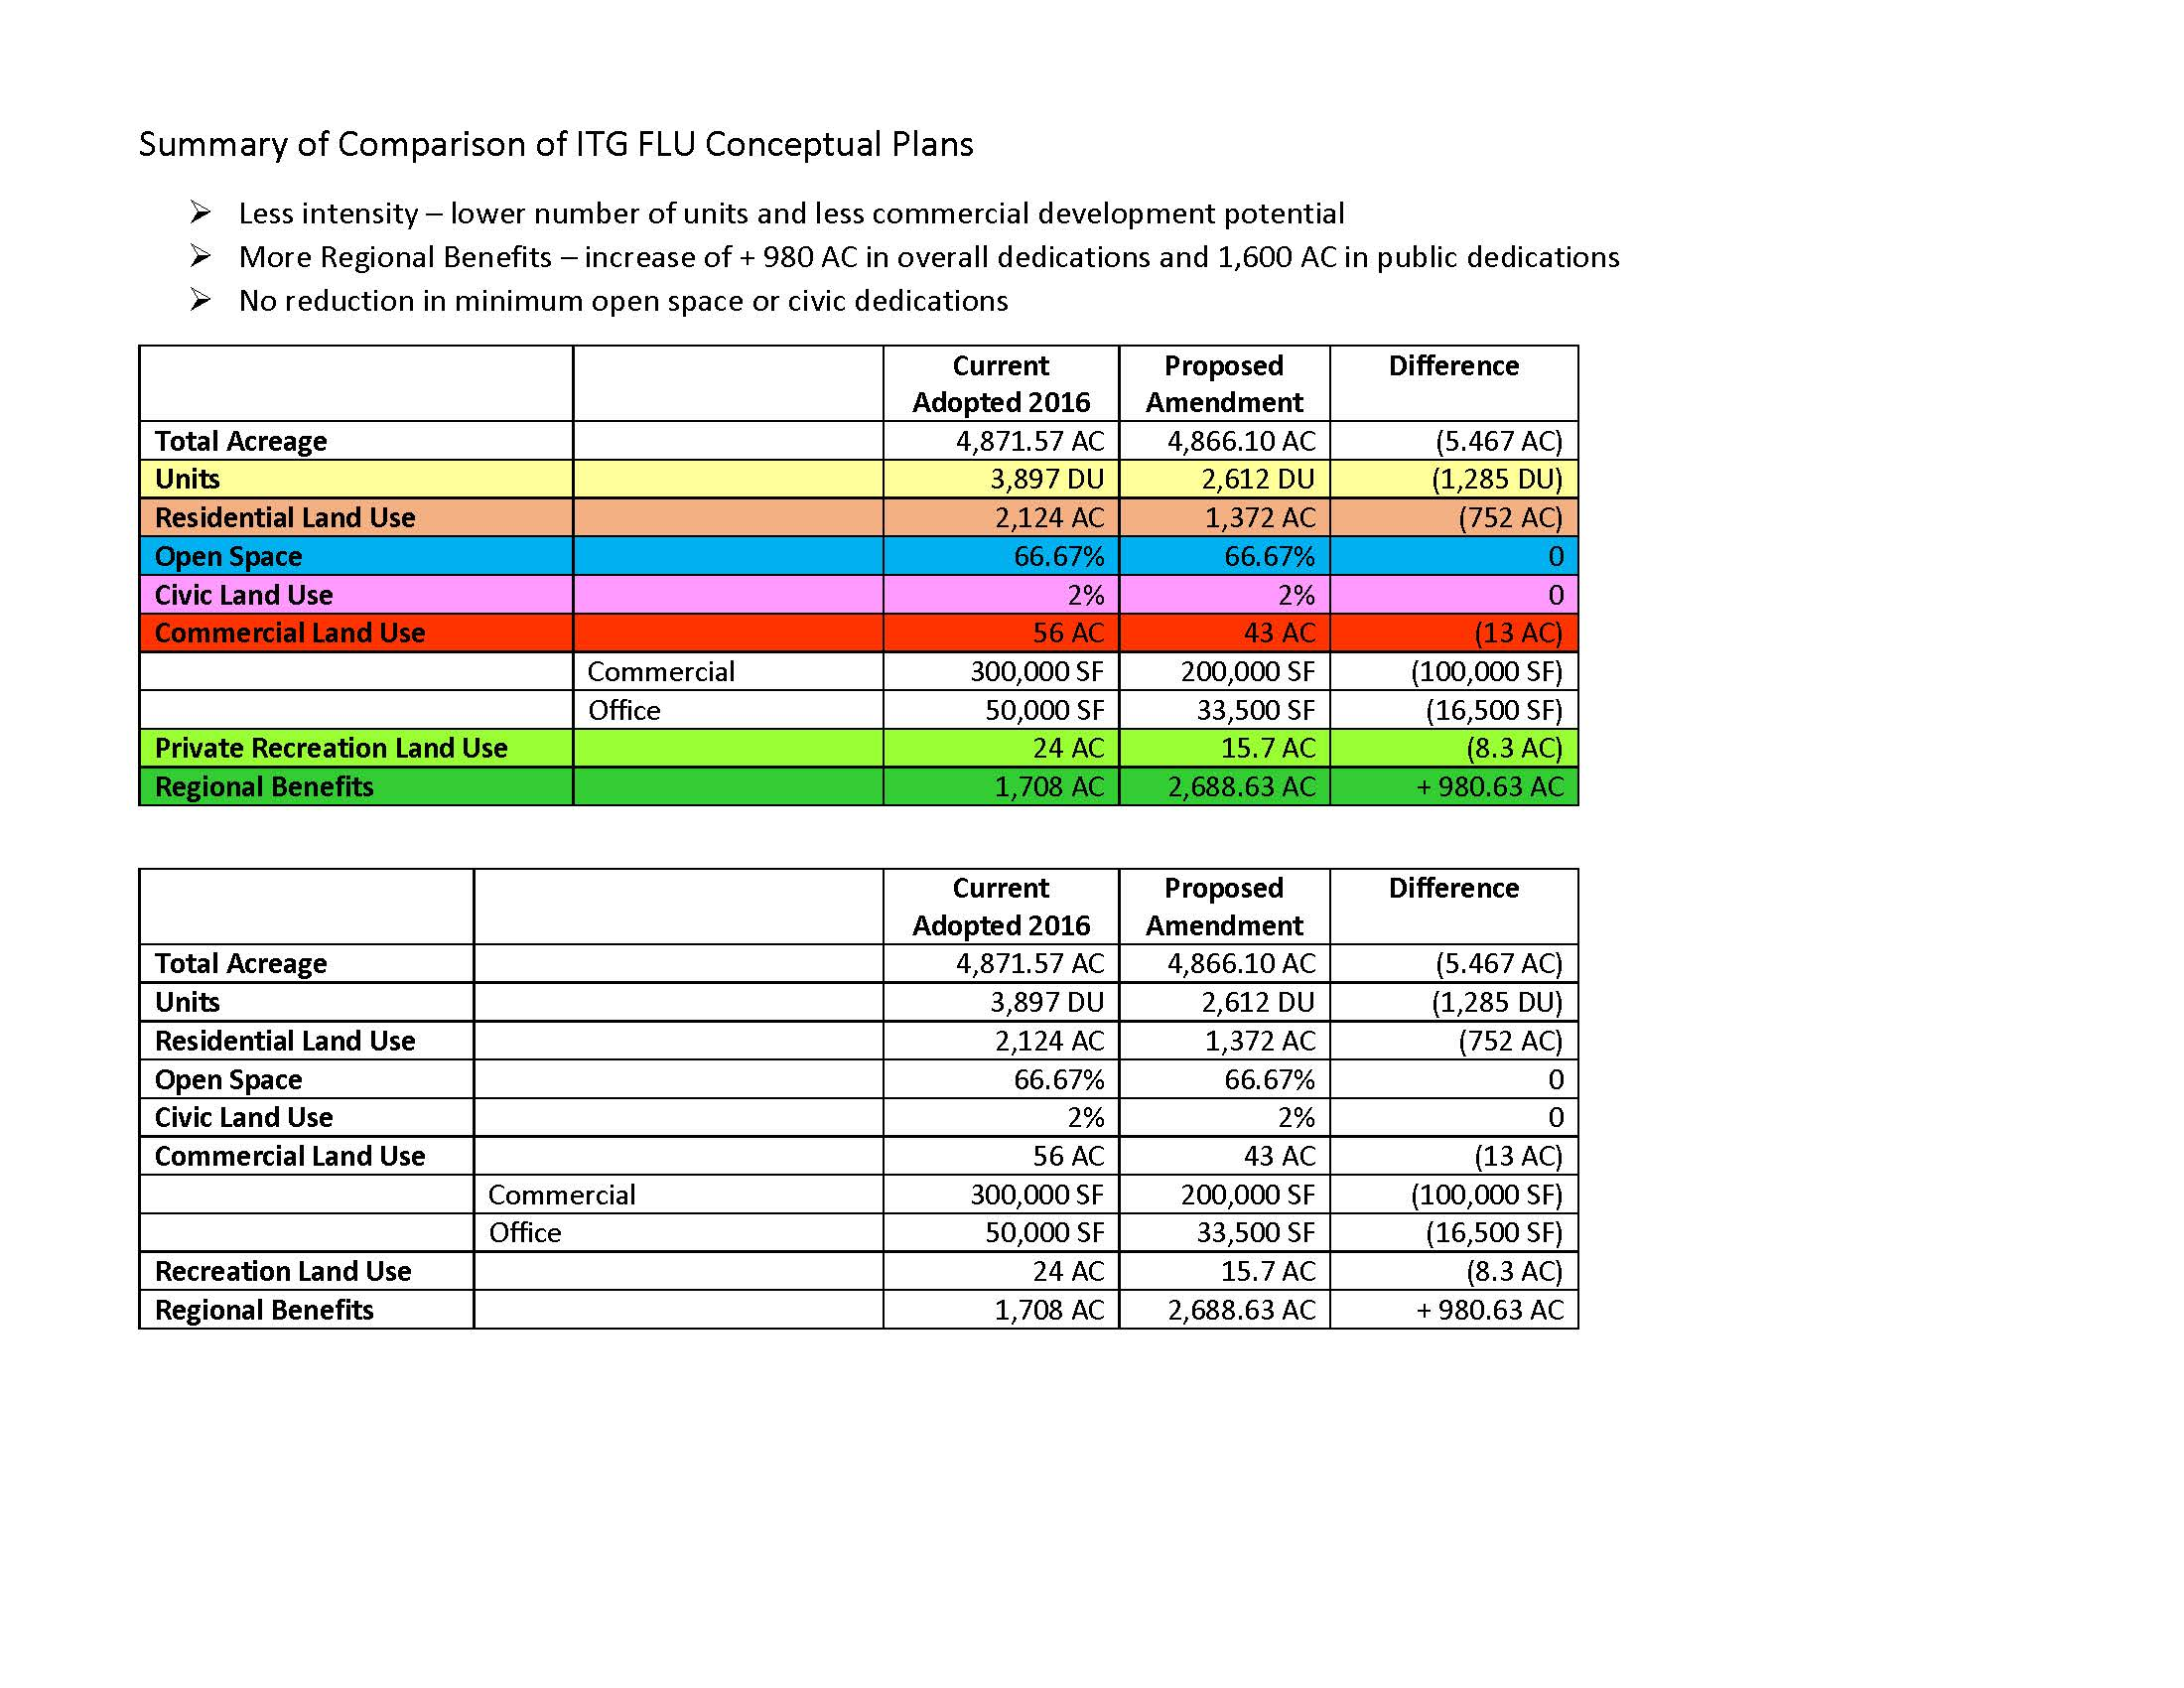 Summary of Comparison of ITG FLU Conceptual Plans
➢ Less intensity – lower number of units and less commercial development potential
➢ More Regional Benefits – increase of + 980 AC in overall dedications and 1,600 AC in public dedications
➢ No reduction in minimum open space or civic dedications
Current Adopted 2016 Proposed Amendment Difference
Total Acreage 4,871.57 AC 4,866.10 AC (5.467 AC)
Units 3,897 DU 2,612 DU (1,285 DU)
Residential Land Use 2,124 AC 1,372 AC (752 AC)
Open Space 66.67% 66.67% 0
Civic Land Use 2% 2% 0
Commercial Land Use 56 AC 43 AC (13 AC)
Commercial 300,000 SF 200,000 SF (100,000 SF)
Office 50,000 SF 33,500 SF (16,500 SF)
Private Recreation Land Use 24 AC 15.7 AC (8.3 AC)
Regional Benefits 1,708 AC 2,688.63 AC + 980.63 AC
Current Adopted 2016 Proposed Amendment Difference
Total Acreage 4,871.57 AC 4,866.10 AC (5.467 AC)
Units 3,897 DU 2,612 DU (1,285 DU)
Residential Land Use 2,124 AC 1,372 AC (752 AC)
Open Space 66.67% 66.67% 0
Civic Land Use 2% 2% 0
Commercial Land Use 56 AC 43 AC (13 AC)
Commercial 300,000 SF 200,000 SF (100,000 SF)
Office 50,000 SF 33,500 SF (16,500 SF)
Recreation Land Use 24 AC 15.7 AC (8.3 AC)
Regional Benefits 1,708 AC 2,688.63 AC + 980.63 AC